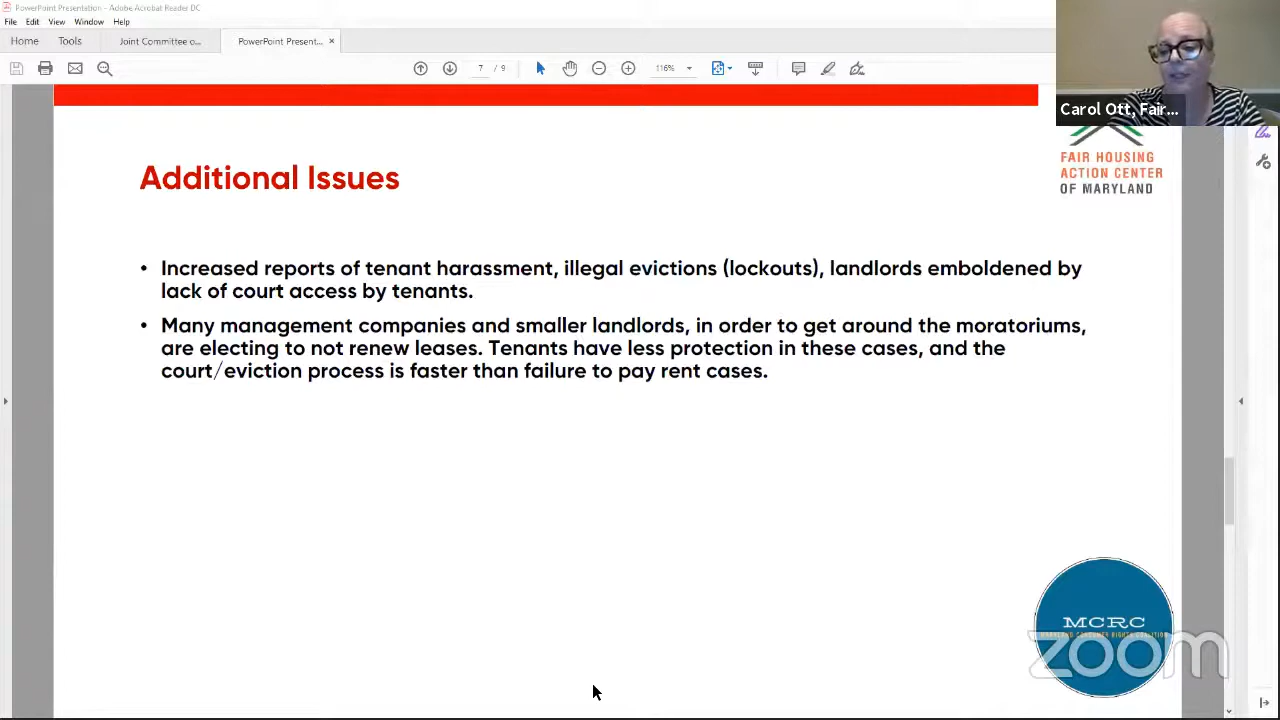 PowerPoint Presentation - Adobe Acrobat Reader DC
File Edit View Window Help
Home Tools Joint Committee o... PowerPoint Present... ×
7 / 9 116%
Carol Ott, Fair...
FAIR HOUSING
ACTION CENTER
OF MARYLAND
Additional Issues
• Increased reports of tenant harassment, illegal evictions (lockouts), landlords emboldened by
lack of court access by tenants.
• Many management companies and smaller landlords, in order to get around the moratoriums,
are electing to not renew leases. Tenants have less protection in these cases, and the
court/eviction process is faster than failure to pay rent cases.
MCRC
MARYLAND CONSUMER RIGHTS COALITION
zoom